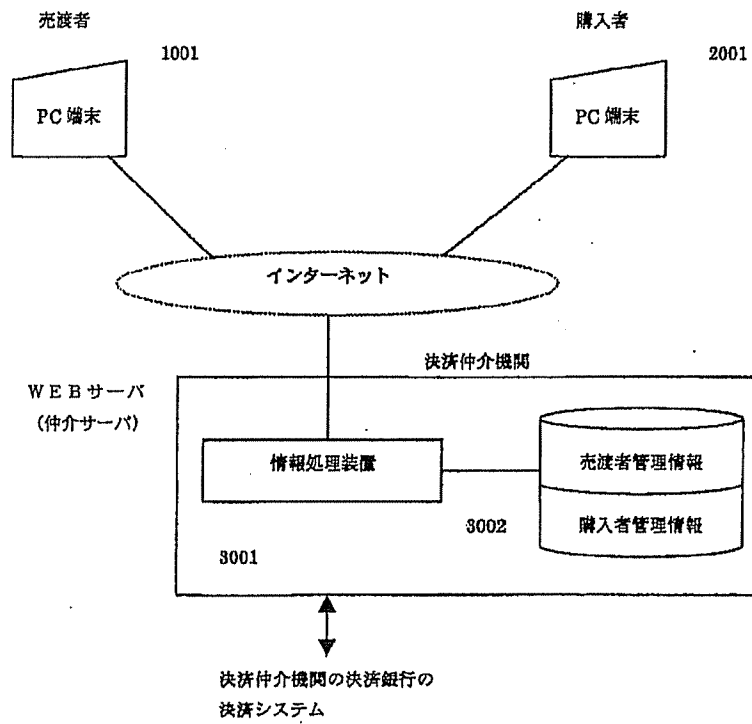 売渡者
購入者
1001
2001
PC 端末
PC 端末
インターネット
決済仲介機関
WEBサーバ
(仲介サーバ)
情報処理装置
売渡者管理情報
3002
購入者管理情報
3001
決済仲介機関の決済銀行の
決済システム